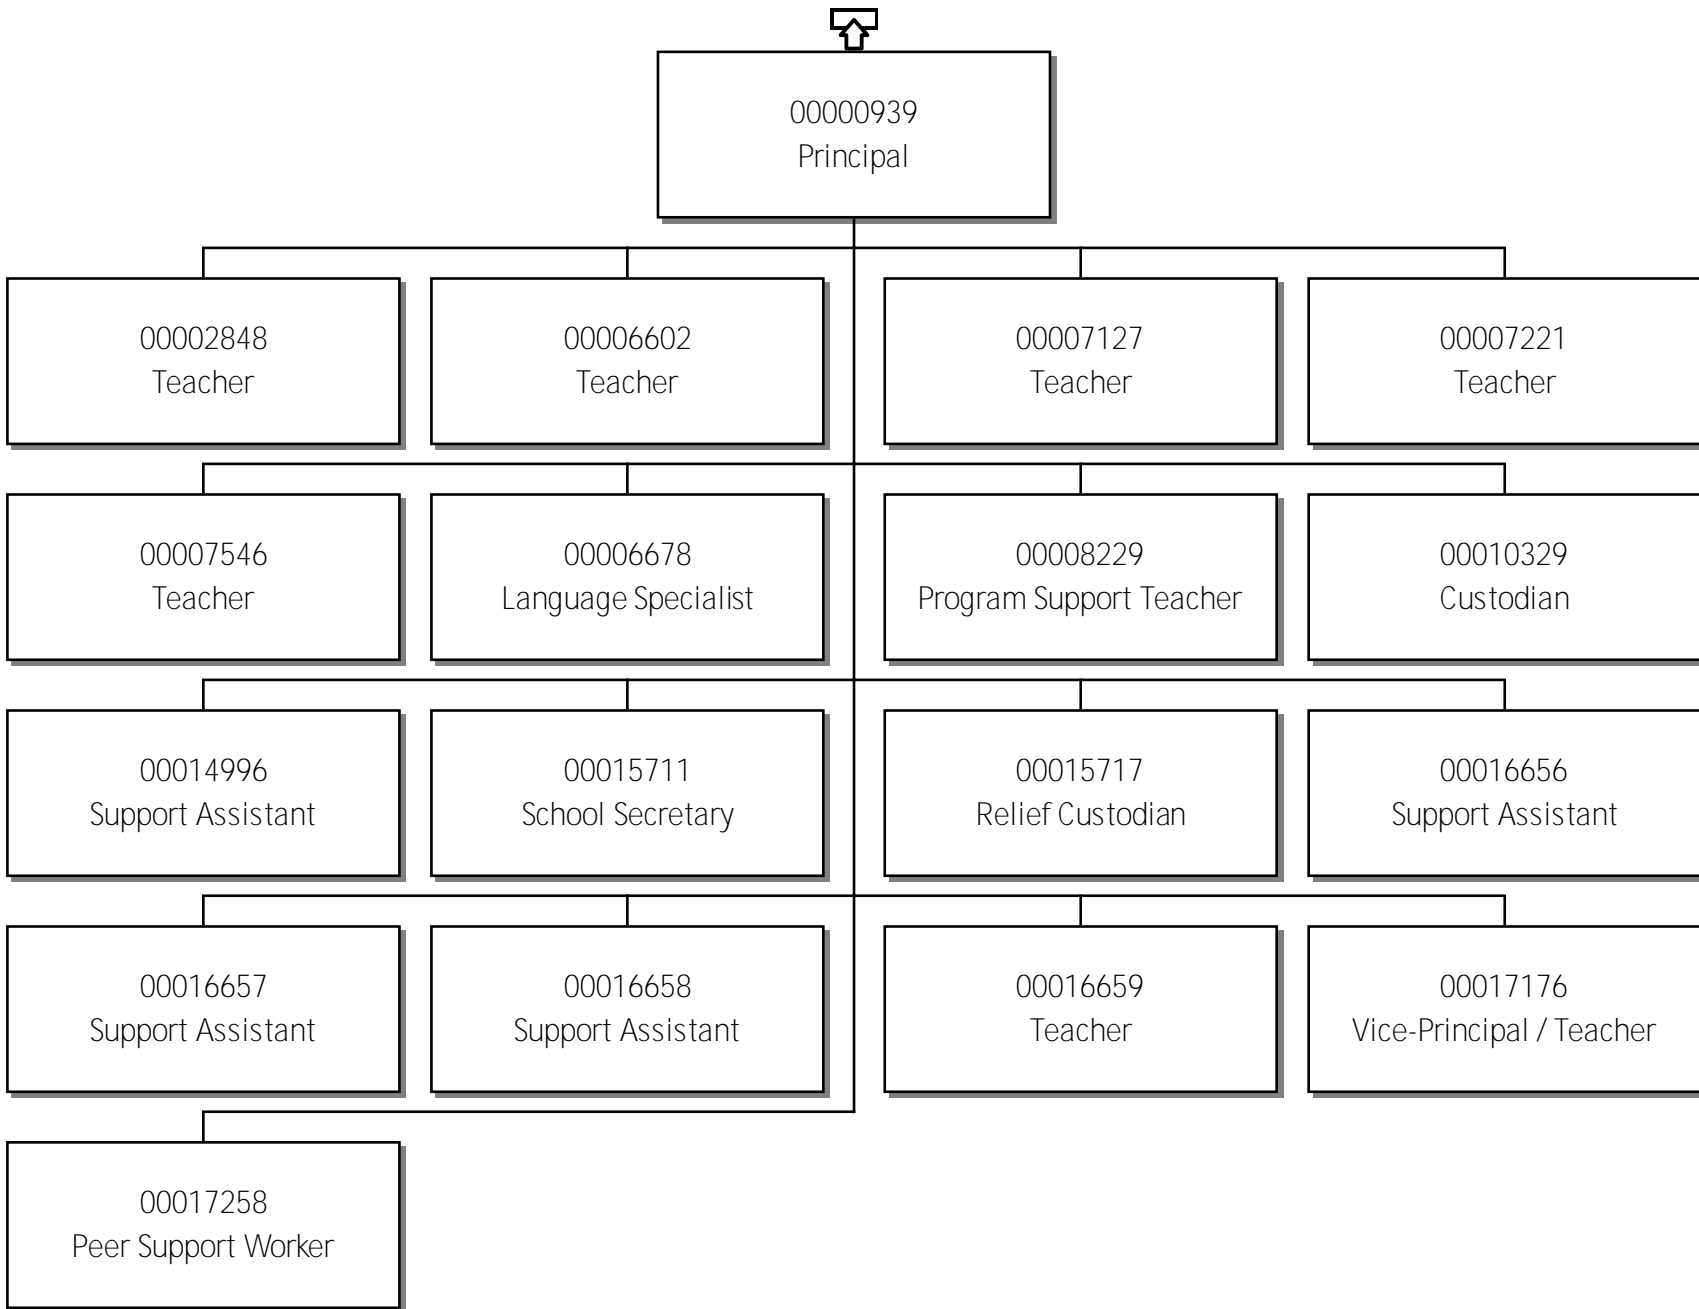 00000939
Principal
00002848
Teacher
00006602
Teacher
00007127
Teacher
00007221
Teacher
00007546
Teacher
00006678
Language Specialist
00008229
Program Support Teacher
00010329
Custodian
00014996
Support Assistant
00015711
School Secretary
00015717
Relief Custodian
00016656
Support Assistant
00016657
Support Assistant
00016658
Support Assistant
00016659
Teacher
00017176
Vice-Principal / Teacher
00017258
Peer Support Worker